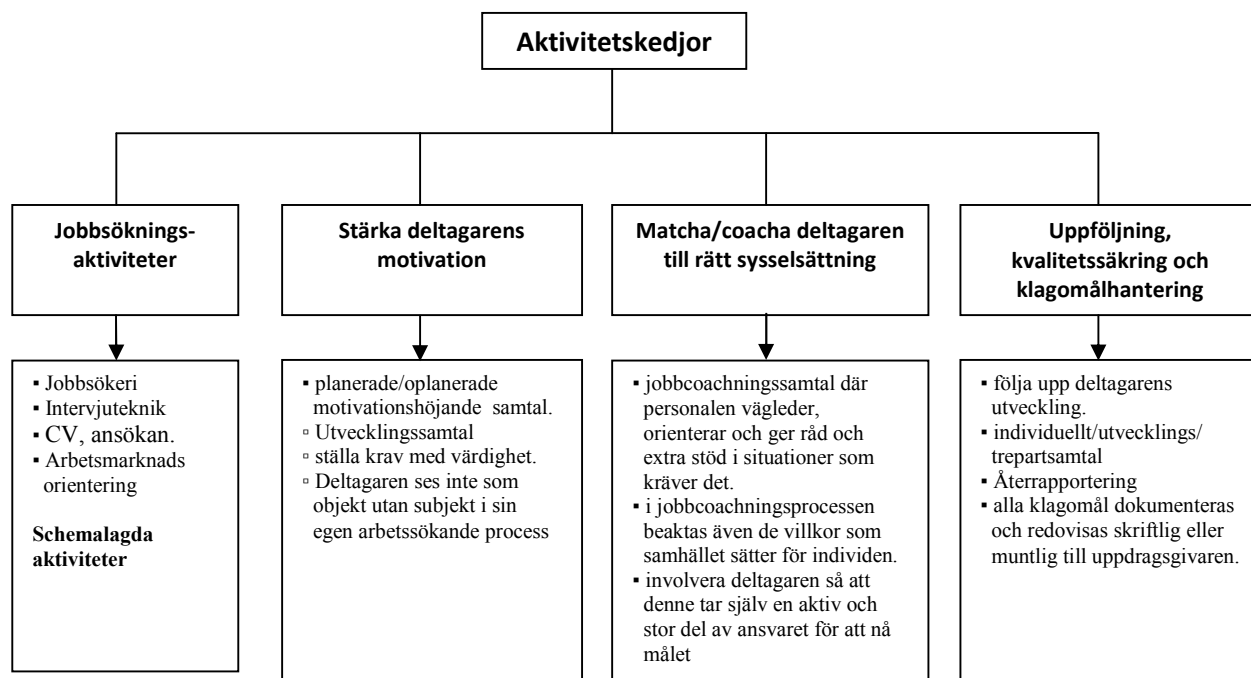 Aktivitetskedjor
Jobbsöknings-
aktiviteter
Stärka deltagarens
motivation
Matcha/coacha deltagaren
till rätt sysselsättning
Uppföljning,
kvalitetssäkring och
klagomålhantering
▪ Jobbsökeri
▪ Intervjuteknik
▪ CV, ansökan.
▪ Arbetsmarknads
orientering
Schemalagda
aktiviteter
▪ planerade/oplanerade
motivationshöjande samtal.
▫ Utvecklingssamtal
▫ ställa krav med värdighet.
▫ Deltagaren ses inte som
objekt utan subjekt i sin
egen arbetssökande process
▪ jobbcoachningssamtal där
personalen vägleder,
orienterar och ger råd och
extra stöd i situationer som
kräver det.
▪ i jobbcoachningsprocessen
beaktas även de villkor som
samhället sätter för individen.
▪ involvera deltagaren så att
denne tar själv en aktiv och
stor del av ansvaret för att nå
målet
▪ följa upp deltagarens
utveckling.
▪ individuellt/utvecklings/
trepartsamtal
▪ Återrapportering
▪ alla klagomål dokumenteras
och redovisas skriftlig eller
muntlig till uppdragsgivaren.